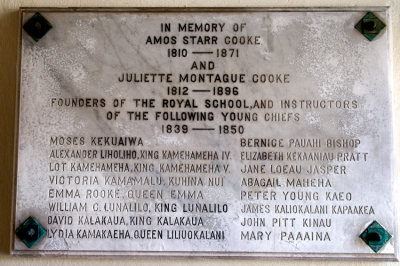 IN MEMORY OF
AMOS STARR COOKE
1810 — 1871
AND
JULIETTE MONTAGUE COOKE
1812 — 1896
FOUNDERS OF THE ROYAL SCHOOL, AND INSTRUCTORS
OF THE FOLLOWING YOUNG CHIEFS
1839 — 1850
MOSES KEKUAIWA
ALEXANDER LIHOLIHO, KING KAMEHAMEHA IV.
LOT KAMEHAMEHA, KING KAMEHAMEHA V.
VICTORIA KAMAMALU, KUHINA NUI
EMMA ROOKE, QUEEN EMMA
WILLIAM C. LUNALILO, KING LUNALILO
DAVID KALAKAUA, KING KALAKAUA
LYDIA KAMAKAEHA, QUEEN LILIUOKALANI
BERNICE PAUAHI BISHOP
ELIZABETH KEKAANIAU PRATT
JANE LOEAU JASPER
ABAGAIL MAHEHA
PETER YOUNG KAEO
JAMES KALIOKALANI KAPAAKEA
JOHN PITT KINAU
MARY PAAAINA